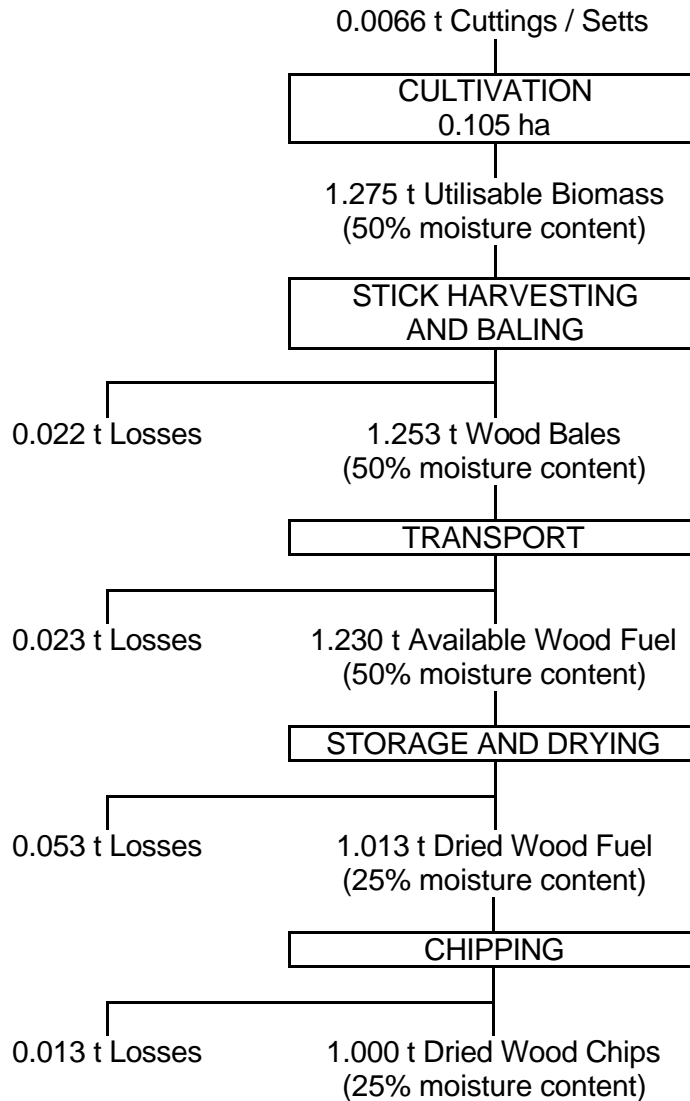 0.0066 t Cuttings / Setts
CULTIVATION
0.105 ha
1.275 t Utilisable Biomass
(50% moisture content)
STICK HARVESTING
AND BALING
0.022 t Losses
1.253 t Wood Bales
(50% moisture content)
TRANSPORT
0.023 t Losses
1.230 t Available Wood Fuel
(50% moisture content)
STORAGE AND DRYING
0.053 t Losses
1.013 t Dried Wood Fuel
(25% moisture content)
CHIPPING
0.013 t Losses
1.000 t Dried Wood Chips
(25% moisture content)